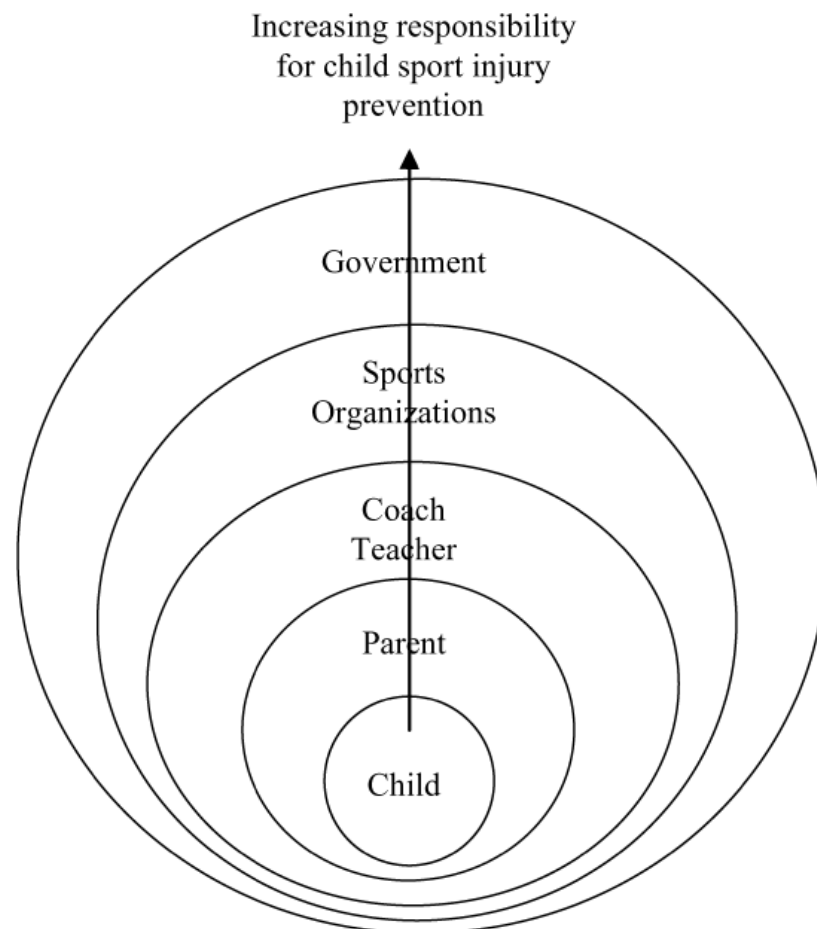 Increasing responsibility
for child sport injury
prevention
Government
Sports
Organizations
Coach
Teacher
Parent
Child